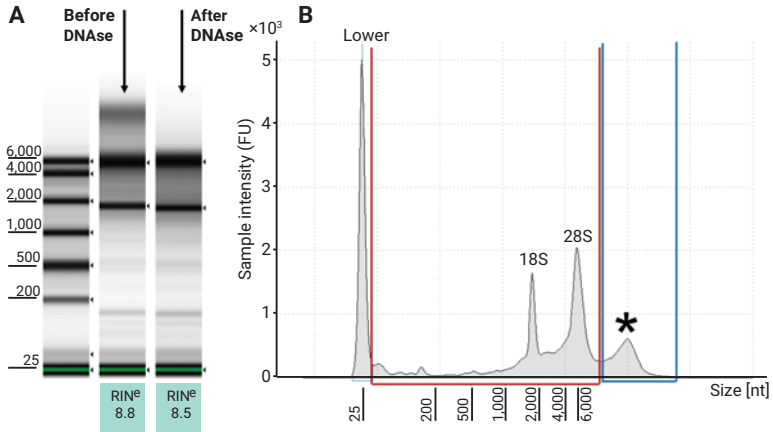 A
Before
DNAse
After
DNAse
6,000
4,000
2,000
1,000
500
200
25
RINe
8.8
RINe
8.5
B
×10³
Lower
5
4
3
2
1
0
Sample intensity (FU)
18S
28S
*
Size [nt]
25
200
500
1,000
2,000
4,000
6,000